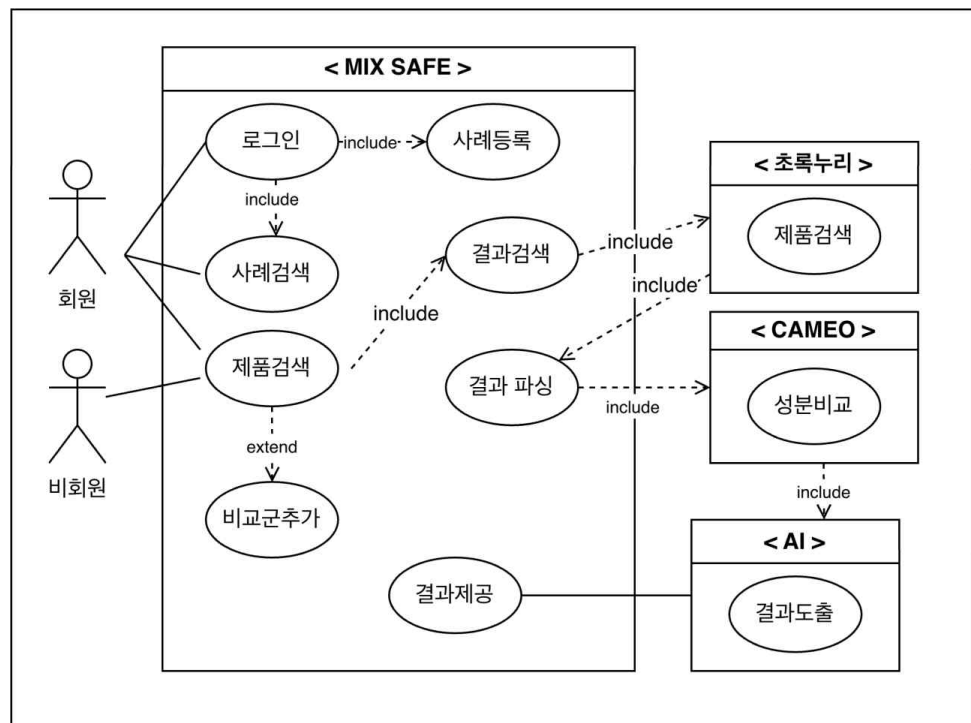 < MIX SAFE >
로그인
include
사례등록
include
사례검색
결과검색
include
< 초록누리 >
제품검색
회원
제품검색
include
include
결과 파싱
include
< CAMEO >
성분비교
비회원
extend
비교군추가
include
< AI >
결과제공
결과도출